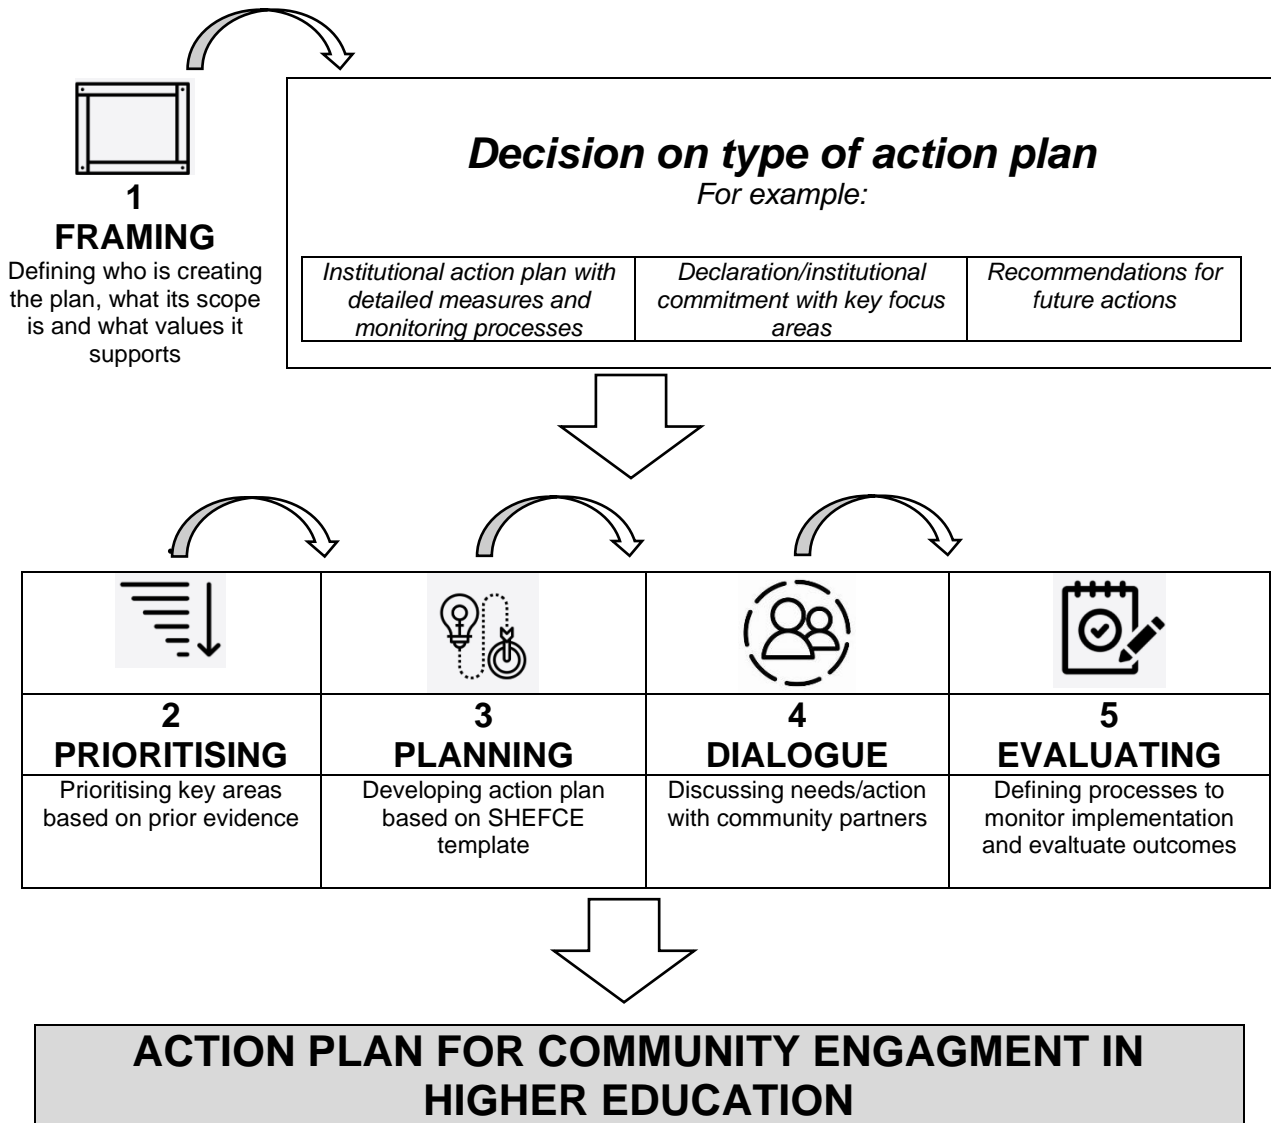 1
FRAMING
Defining who is creating
the plan, what its scope
is and what values it
supports
Decision on type of action plan
For example:
Institutional action plan with
detailed measures and
monitoring processes
Declaration/institutional
commitment with key focus
areas
Recommendations for
future actions
2
PRIORITISING
Prioritising key areas
based on prior evidence
3
PLANNING
Developing action plan
based on SHEFCE
template
4
DIALOGUE
Discussing needs/action
with community partners
5
EVALUATING
Defining processes to
monitor implementation
and evaltuate outcomes
ACTION PLAN FOR COMMUNITY ENGAGMENT IN
HIGHER EDUCATION